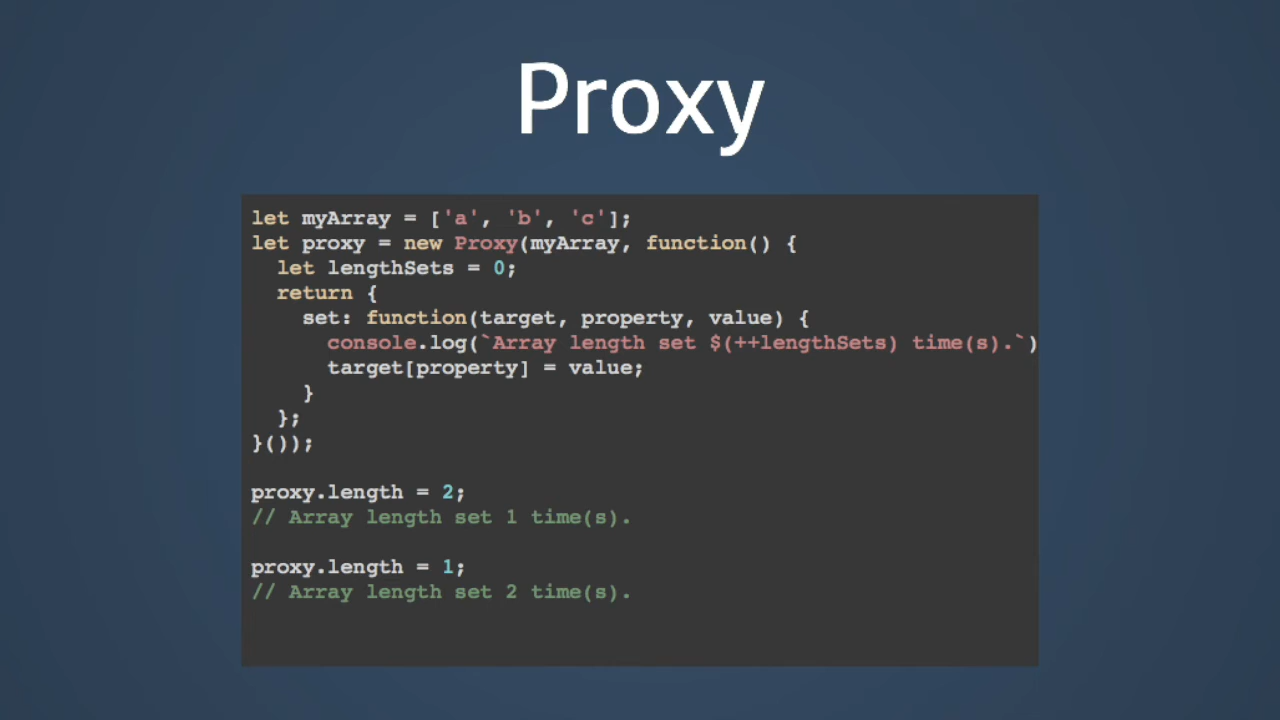 Proxy
let myArray = ['a', 'b', 'c'];
let proxy = new Proxy(myArray, function() {
  let lengthSets = 0;
  return {
    set: function(target, property, value) {
      console.log(`Array length set $(++lengthSets) time(s).`)
      target[property] = value;
    }
  };
}());
proxy.length = 2;
// Array length set 1 time(s).
proxy.length = 1;
// Array length set 2 time(s).